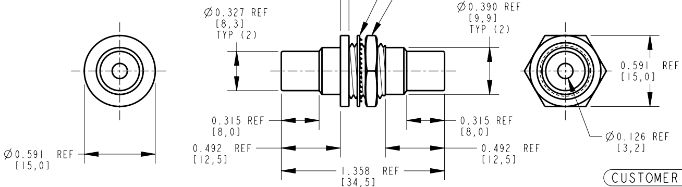 Ø0.327 REF
[8,3]
TYP (2)
Ø0.390 REF
[9,9]
TYP (2)
0.591 REF
[15,0]
0.315 REF
[8,0]
0.315 REF
[8,0]
Ø0.126 REF
[3,2]
Ø0.591 REF
[15,0]
0.492 REF
[12,5]
0.492 REF
[12,5]
1.358 REF
[34,5]
CUSTOMER